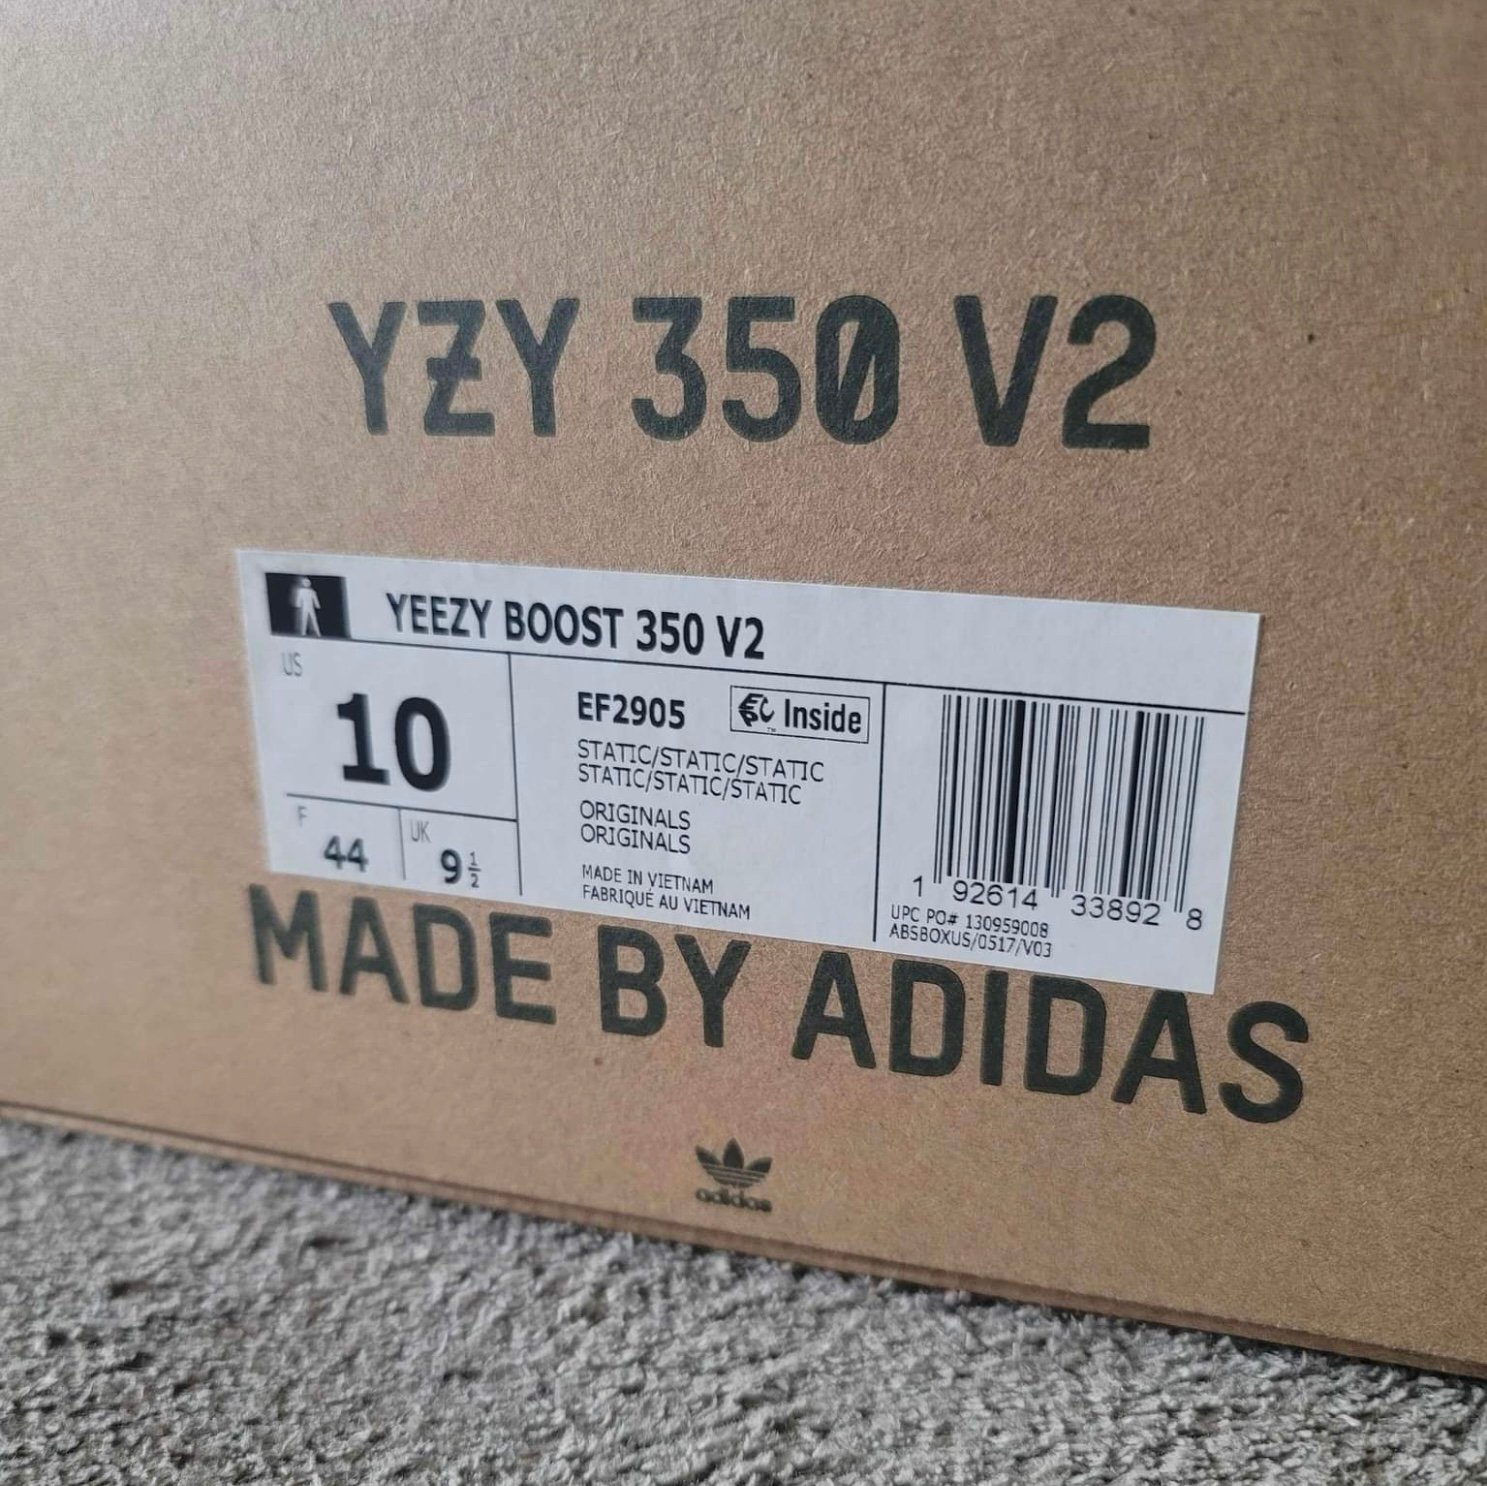 YZY 350 V2
YEEZY BOOST 350 V2
US
10
F
44
UK
9 1/2
EF2905
Inside
STATIC/STATIC/STATIC
STATIC/STATIC/STATIC
ORIGINALS
ORIGINALS
MADE IN VIETNAM
FABRIQUÉ AU VIETNAM
1 92614 33892 8
UPC PO# 130959008
ABSBOXUS/0517/V03
MADE BY ADIDAS
adidas